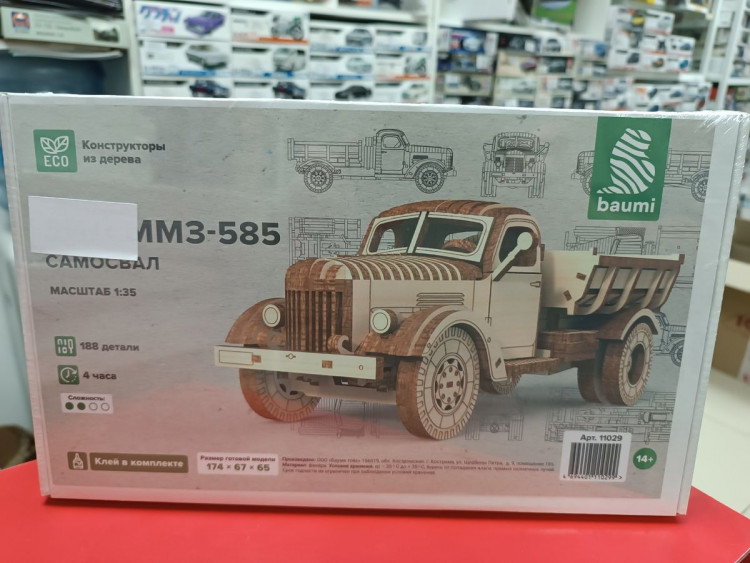 ECO
Конструкторы
из дерева
baumi
ММЗ-585
САМОСВАЛ
МАСШТАБ 1:35
188 детали
4 часа
Сложность:
Клей в комплекте
Размер готовой модели
174 × 67 × 65
Арт. 11029
14+